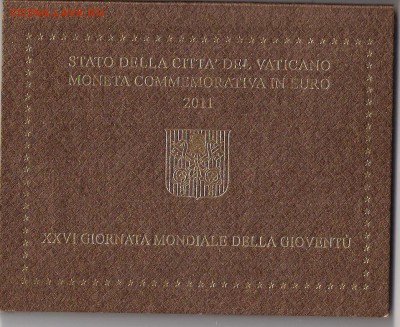 STATO DELLA CITTA' DEL VATICANO
MONETA COMMEMORATIVA IN EURO
2011
XXVI GIORNATA MONDIALE DELLA GIOVENTÙ